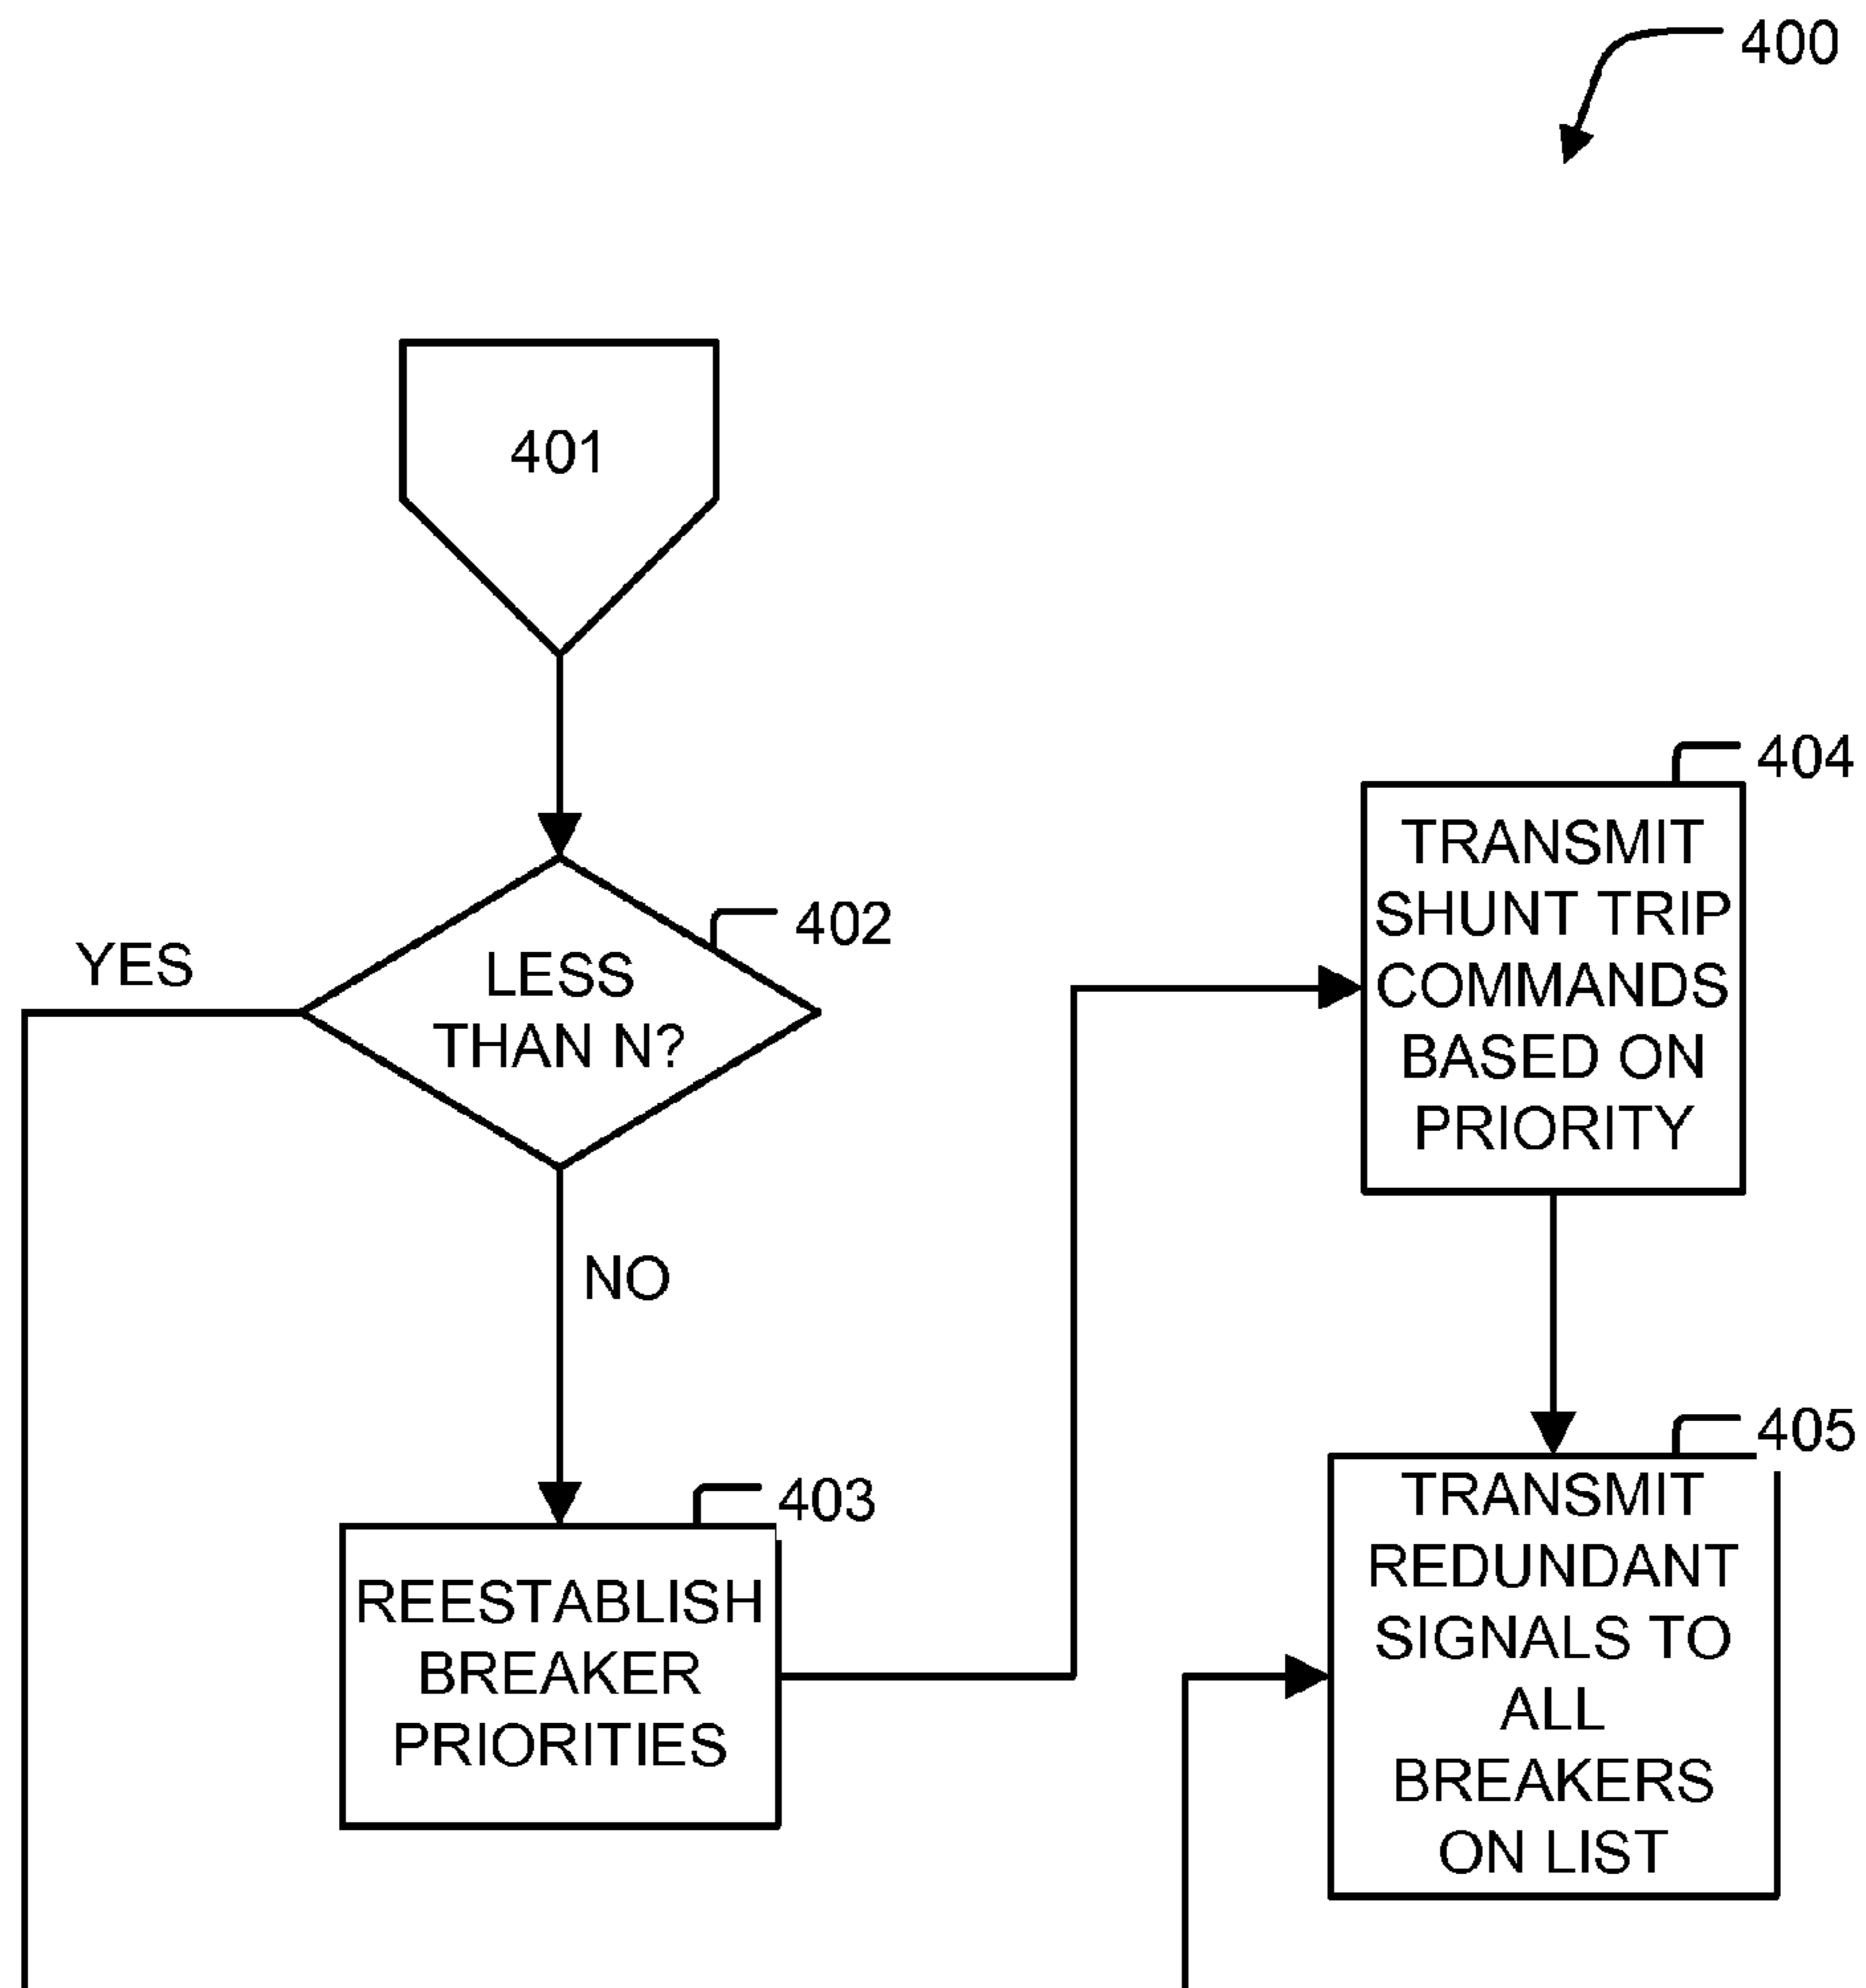 400
401
402
YES
LESS
THAN N?
NO
403
REESTABLISH
BREAKER
PRIORITIES
404
TRANSMIT
SHUNT TRIP
COMMANDS
BASED ON
PRIORITY
405
TRANSMIT
REDUNDANT
SIGNALS TO
ALL
BREAKERS
ON LIST